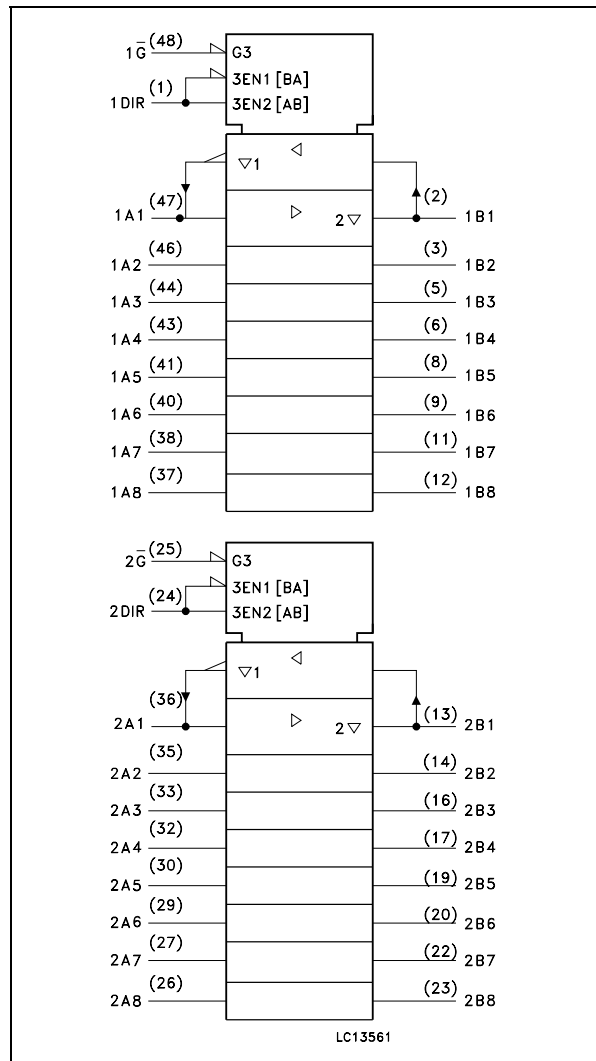 1G̅ (48) G3
3EN1 [BA]
1DIR (1) 3EN2 [AB]
▽1 ◁
1A1 (47) ▷ 2▽ (2) 1B1
1A2 (46) (3) 1B2
1A3 (44) (5) 1B3
1A4 (43) (6) 1B4
1A5 (41) (8) 1B5
1A6 (40) (9) 1B6
1A7 (38) (11) 1B7
1A8 (37) (12) 1B8
2G̅ (25) G3
3EN1 [BA]
2DIR (24) 3EN2 [AB]
▽1 ◁
2A1 (36) ▷ 2▽ (13) 2B1
2A2 (35) (14) 2B2
2A3 (33) (16) 2B3
2A4 (32) (17) 2B4
2A5 (30) (19) 2B5
2A6 (29) (20) 2B6
2A7 (27) (22) 2B7
2A8 (26) (23) 2B8
LC13561